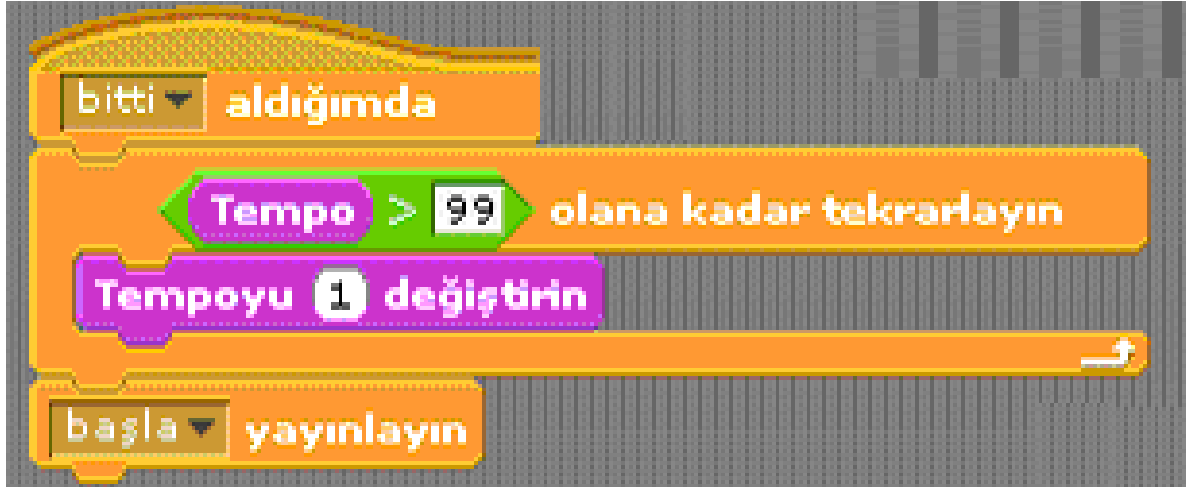 bitti aldığımda
Tempo > 99 olana kadar tekrarlayın
Tempoyu 1 değiştirin
başla yayınlayın